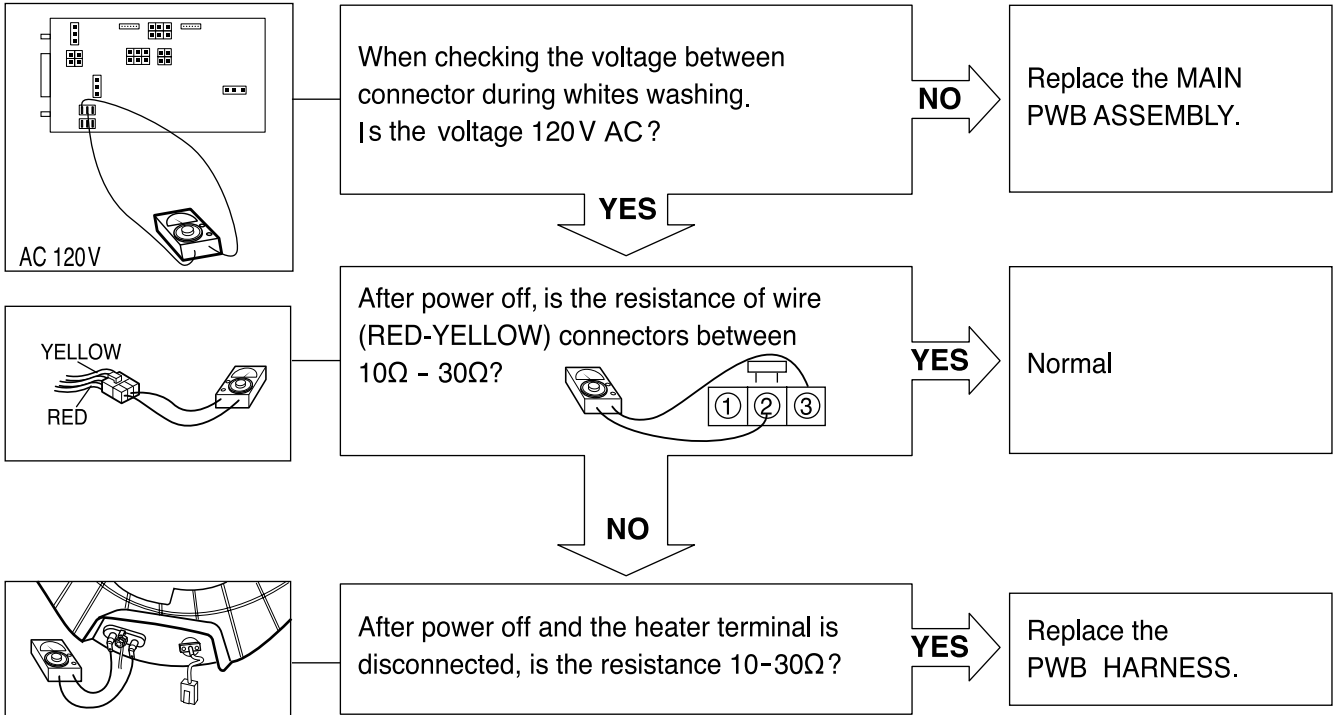 AC 120V
When checking the voltage between
connector during whites washing.
Is the voltage 120V AC?
NO
Replace the MAIN
PWB ASSEMBLY.
YES
YELLOW
RED
After power off, is the resistance of wire
(RED-YELLOW) connectors between
10Ω - 30Ω?
① ② ③
YES
Normal
NO
After power off and the heater terminal is
disconnected, is the resistance 10-30Ω?
YES
Replace the
PWB HARNESS.